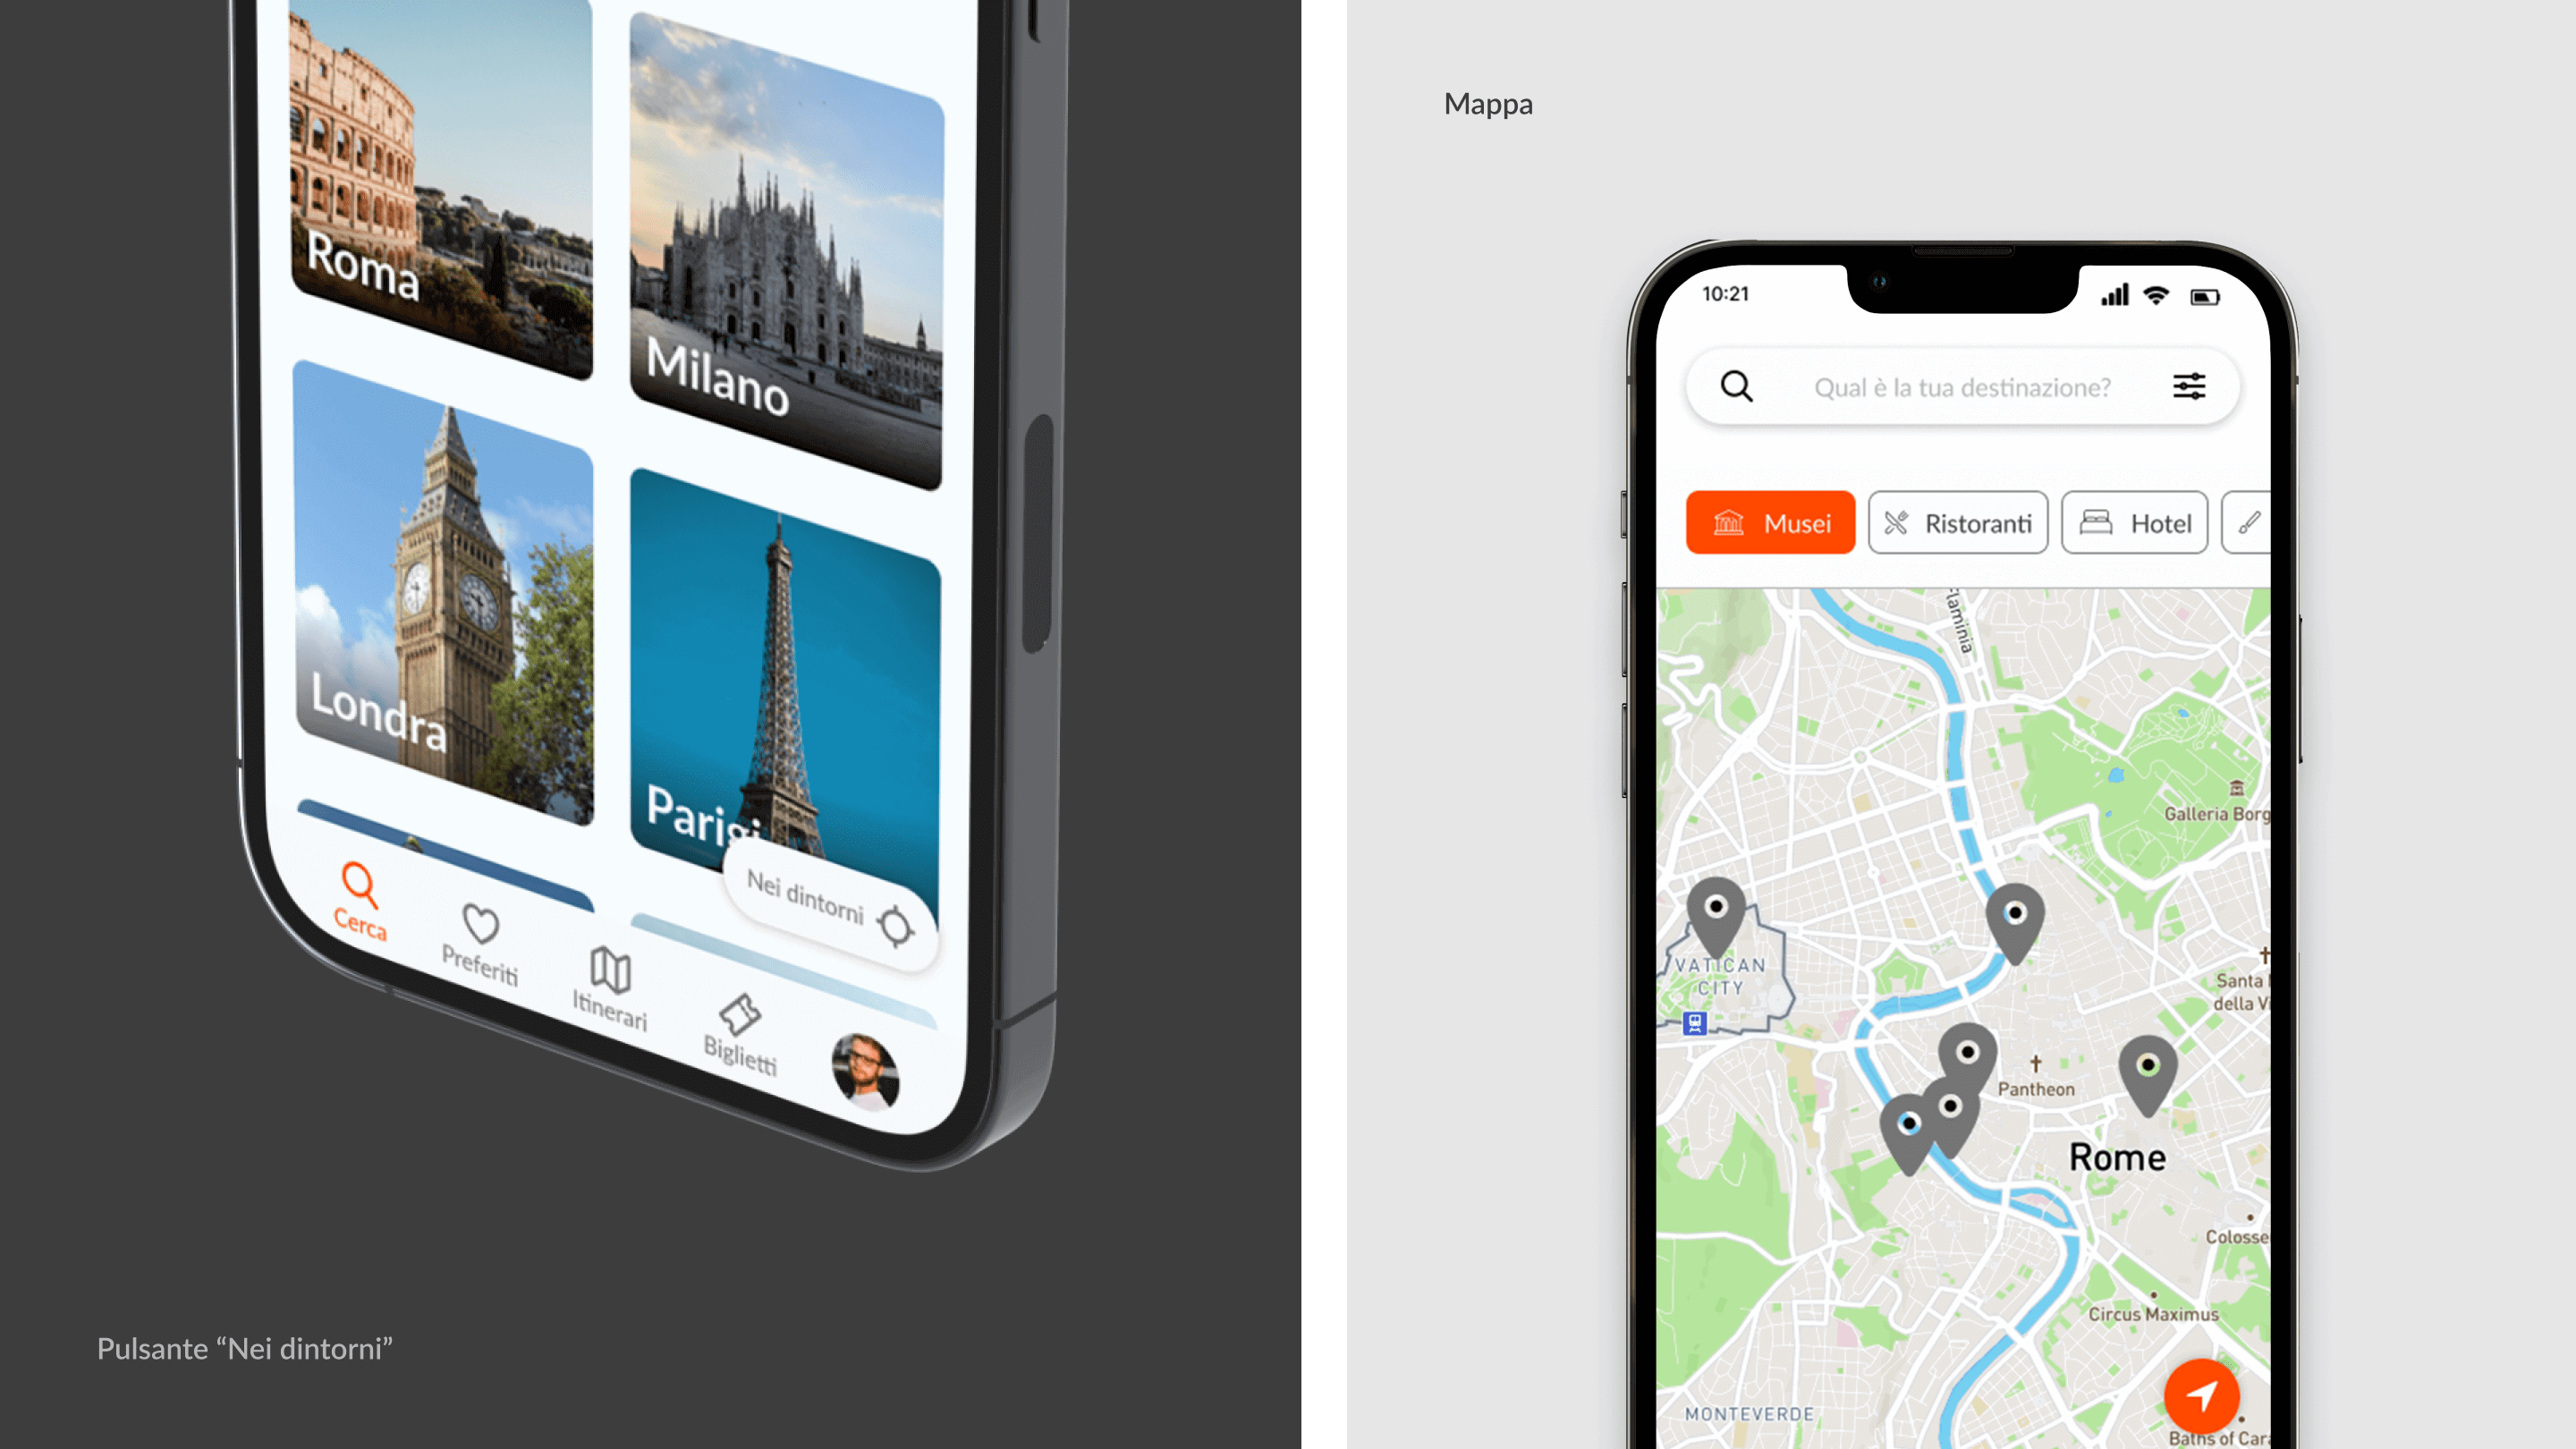 Roma
Milano
Londra
Parigi
Nei dintorni
Cerca
Preferiti
Itinerari
Biglietti
Pulsante “Nei dintorni”
Mappa
10:21
Qual è la tua destinazione?
Musei
Ristoranti
Hotel
Flaminia
Galleria Borg
VATICAN
CITY
Santa
della Vi
Pantheon
Rome
Colosse
Circus Maximus
MONTEVERDE
Baths of Cara